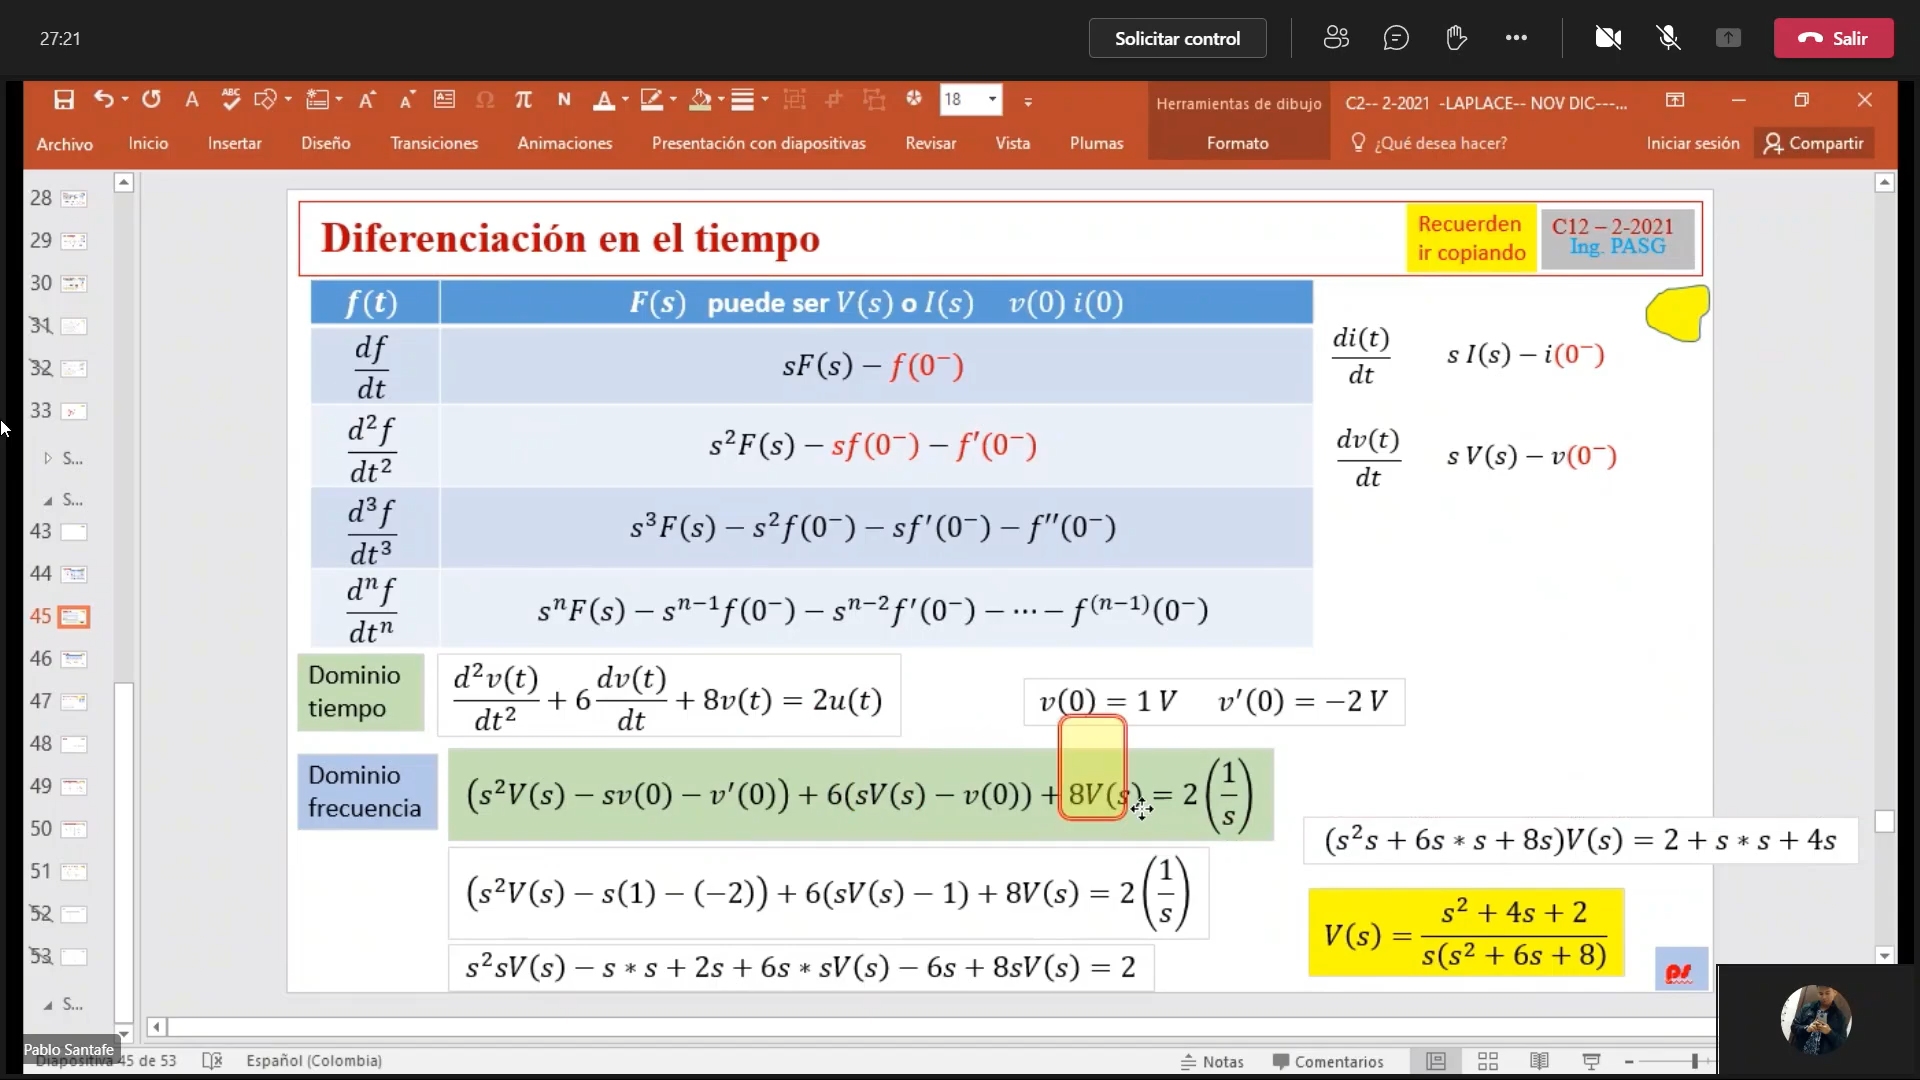 27:21
Solicitar control
Salir
18
Herramientas de dibujo
C2-- 2-2021 -LAPLACE-- NOV DIC---...
Archivo Inicio Insertar Diseño Transiciones Animaciones Presentación con diapositivas Revisar Vista Plumas Formato ¿Qué desea hacer? Iniciar sesión Compartir
28
29
30
31
32
33
S...
S...
43
44
45
46
47
48
49
50
51
52
53
S...
Diferenciación en el tiempo
Recuerden
ir copiando
C12 – 2-2021
Ing. PASG
f(t) F(s) puede ser V(s) o I(s) v(0) i(0)
df/dt sF(s) − f(0⁻)
d²f/dt² s²F(s) − sf(0⁻) − f′(0⁻)
d³f/dt³ s³F(s) − s²f(0⁻) − sf′(0⁻) − f′′(0⁻)
dⁿf/dtⁿ sⁿF(s) − sⁿ⁻¹f(0⁻) − sⁿ⁻²f′(0⁻) − ⋯ − f⁽ⁿ⁻¹⁾(0⁻)
di(t)/dt s I(s) − i(0⁻)
dv(t)/dt s V(s) − v(0⁻)
Dominio
tiempo
d²v(t)/dt² + 6 dv(t)/dt + 8v(t) = 2u(t)
v(0) = 1 V v′(0) = −2 V
Dominio
frecuencia
(s²V(s) − sv(0) − v′(0)) + 6(sV(s) − v(0)) + 8V(s) = 2(1/s)
(s²V(s) − s(1) − (−2)) + 6(sV(s) − 1) + 8V(s) = 2(1/s)
s²sV(s) − s ∗ s + 2s + 6s ∗ sV(s) − 6s + 8sV(s) = 2
(s²s + 6s ∗ s + 8s)V(s) = 2 + s ∗ s + 4s
V(s) = s² + 4s + 2 / s(s² + 6s + 8)
ps
Pablo Santafe
Diapositiva 45 de 53 Español (Colombia) Notas Comentarios